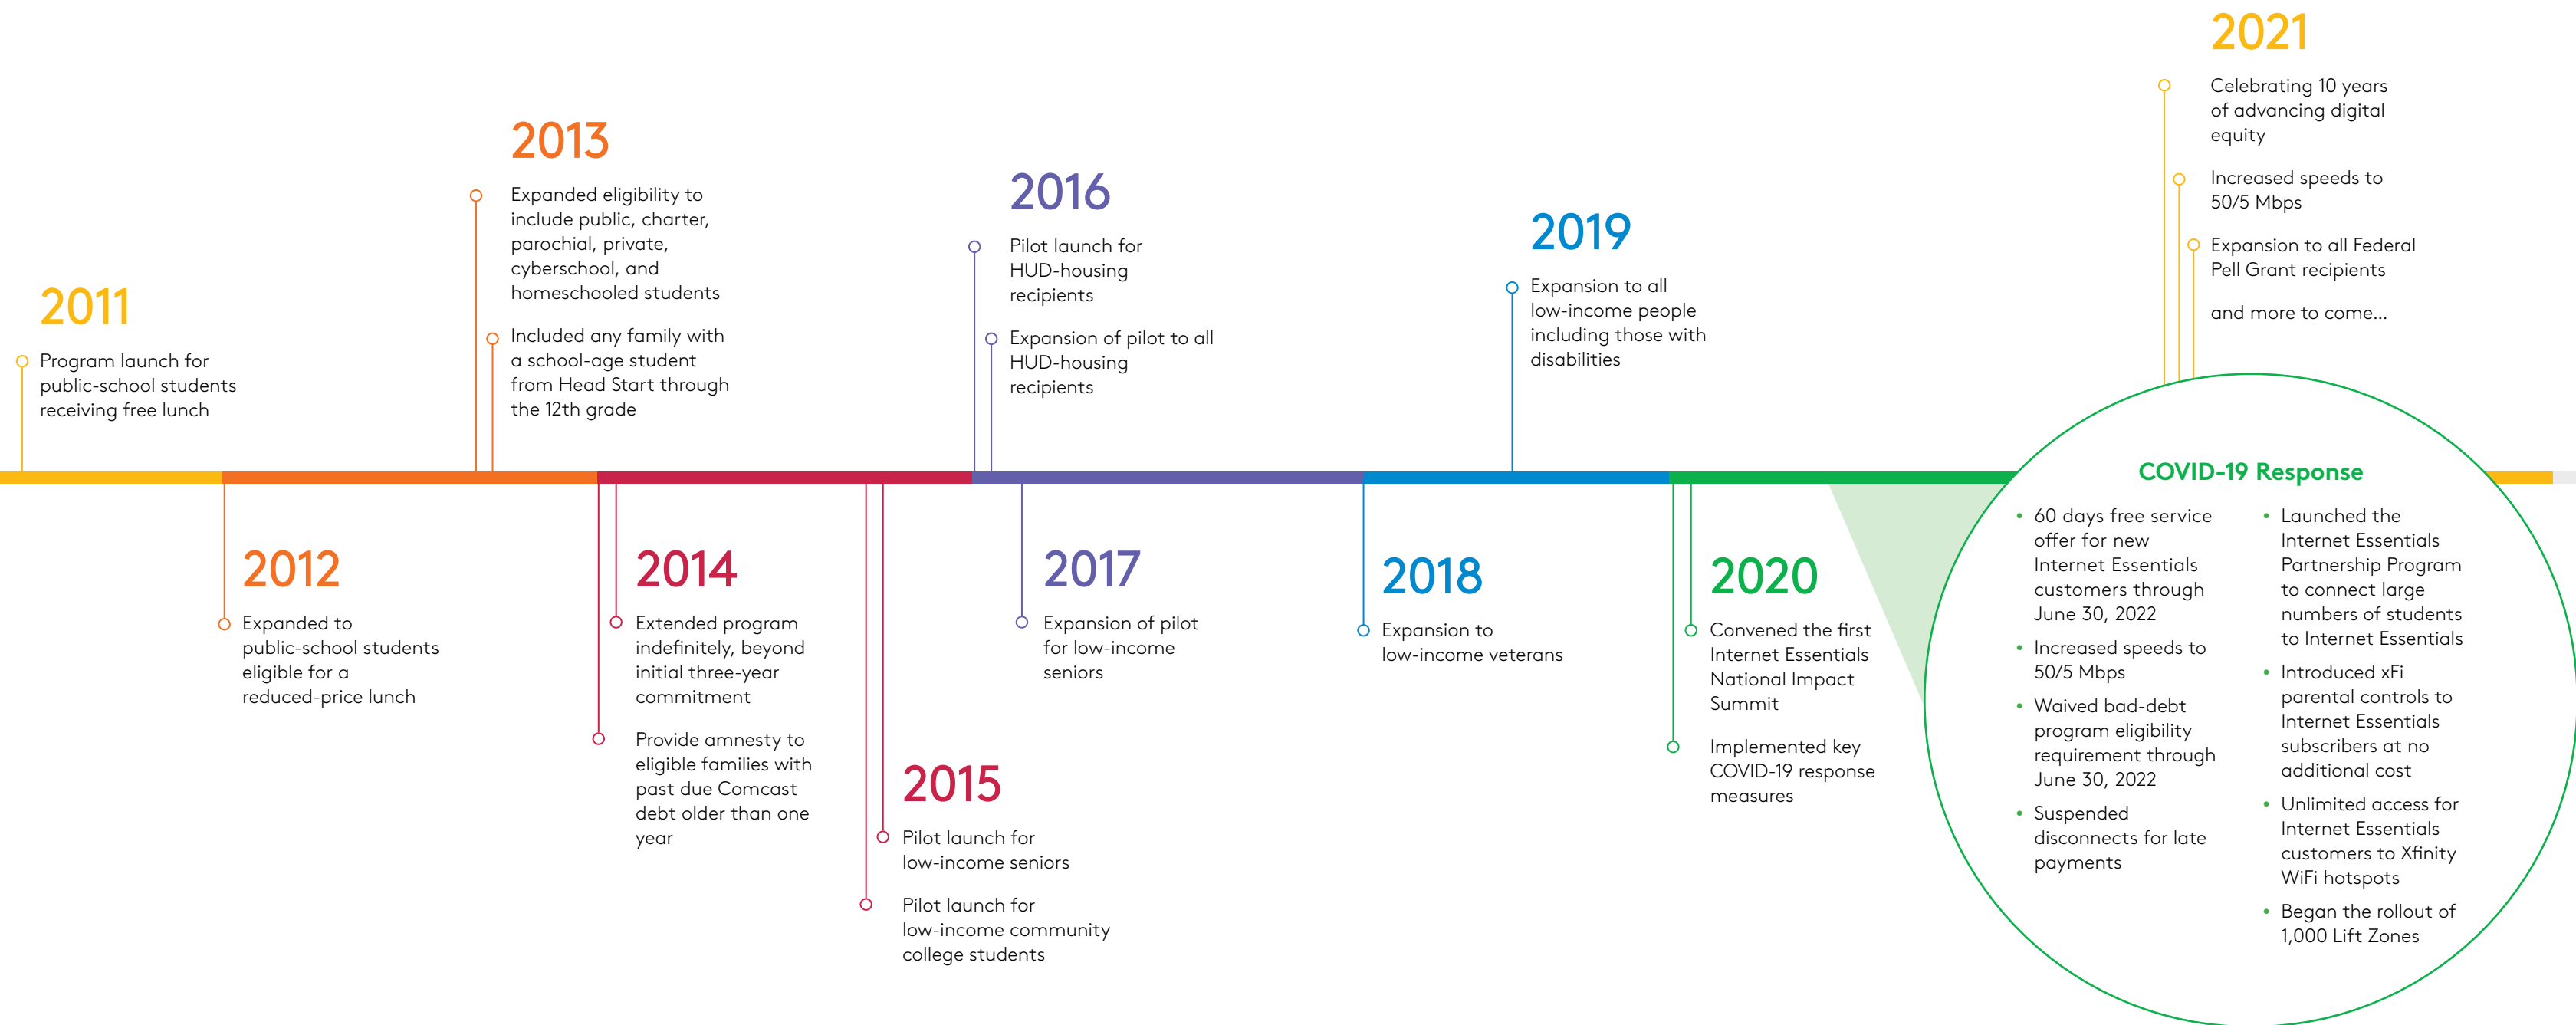 2011
Program launch for
public-school students
receiving free lunch
2012
Expanded to
public-school students
eligible for a
reduced-price lunch
2013
Expanded eligibility to
include public, charter,
parochial, private,
cyberschool, and
homeschooled students
Included any family with
a school-age student
from Head Start through
the 12th grade
2014
Extended program
indefinitely, beyond
initial three-year
commitment
Provide amnesty to
eligible families with
past due Comcast
debt older than one
year
2015
Pilot launch for
low-income seniors
Pilot launch for
low-income community
college students
2016
Pilot launch for
HUD-housing
recipients
Expansion of pilot to all
HUD-housing
recipients
2017
Expansion of pilot
for low-income
seniors
2018
Expansion to
low-income veterans
2019
Expansion to all
low-income people
including those with
disabilities
2020
Convened the first
Internet Essentials
National Impact
Summit
Implemented key
COVID-19 response
measures
COVID-19 Response
• 60 days free service
offer for new
Internet Essentials
customers through
June 30, 2022
• Increased speeds to
50/5 Mbps
• Waived bad-debt
program eligibility
requirement through
June 30, 2022
• Suspended
disconnects for late
payments
• Launched the
Internet Essentials
Partnership Program
to connect large
numbers of students
to Internet Essentials
• Introduced xFi
parental controls to
Internet Essentials
subscribers at no
additional cost
• Unlimited access for
Internet Essentials
customers to Xfinity
WiFi hotspots
• Began the rollout of
1,000 Lift Zones
2021
Celebrating 10 years
of advancing digital
equity
Increased speeds to
50/5 Mbps
Expansion to all Federal
Pell Grant recipients
and more to come...